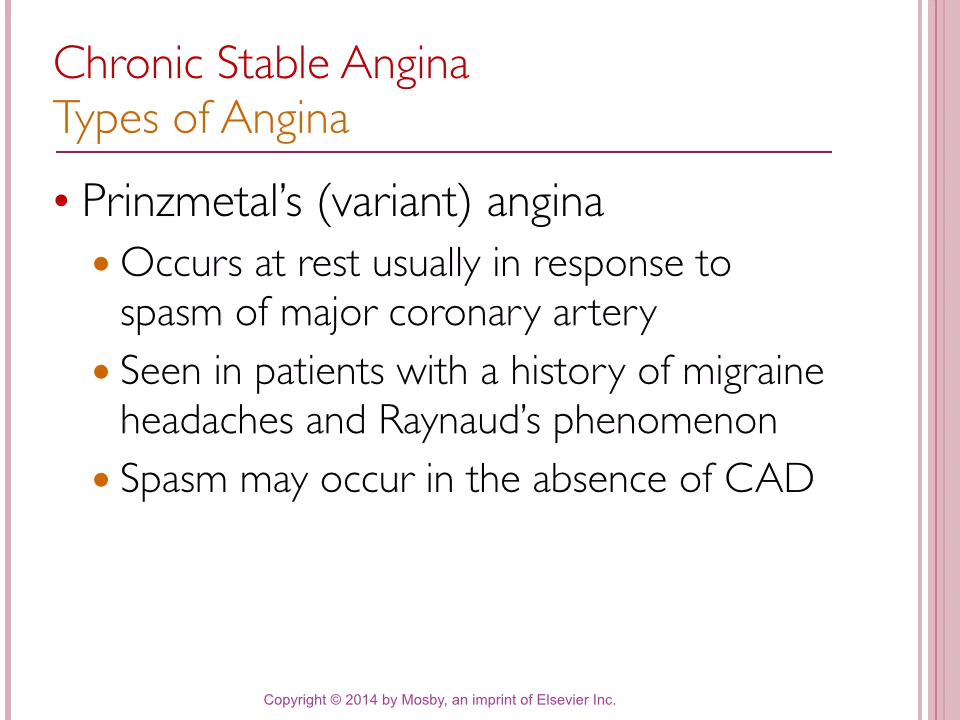 Chronic Stable Angina
Types of Angina
• Prinzmetal’s (variant) angina
• Occurs at rest usually in response to
spasm of major coronary artery
• Seen in patients with a history of migraine
headaches and Raynaud’s phenomenon
• Spasm may occur in the absence of CAD
Copyright © 2014 by Mosby, an imprint of Elsevier Inc.